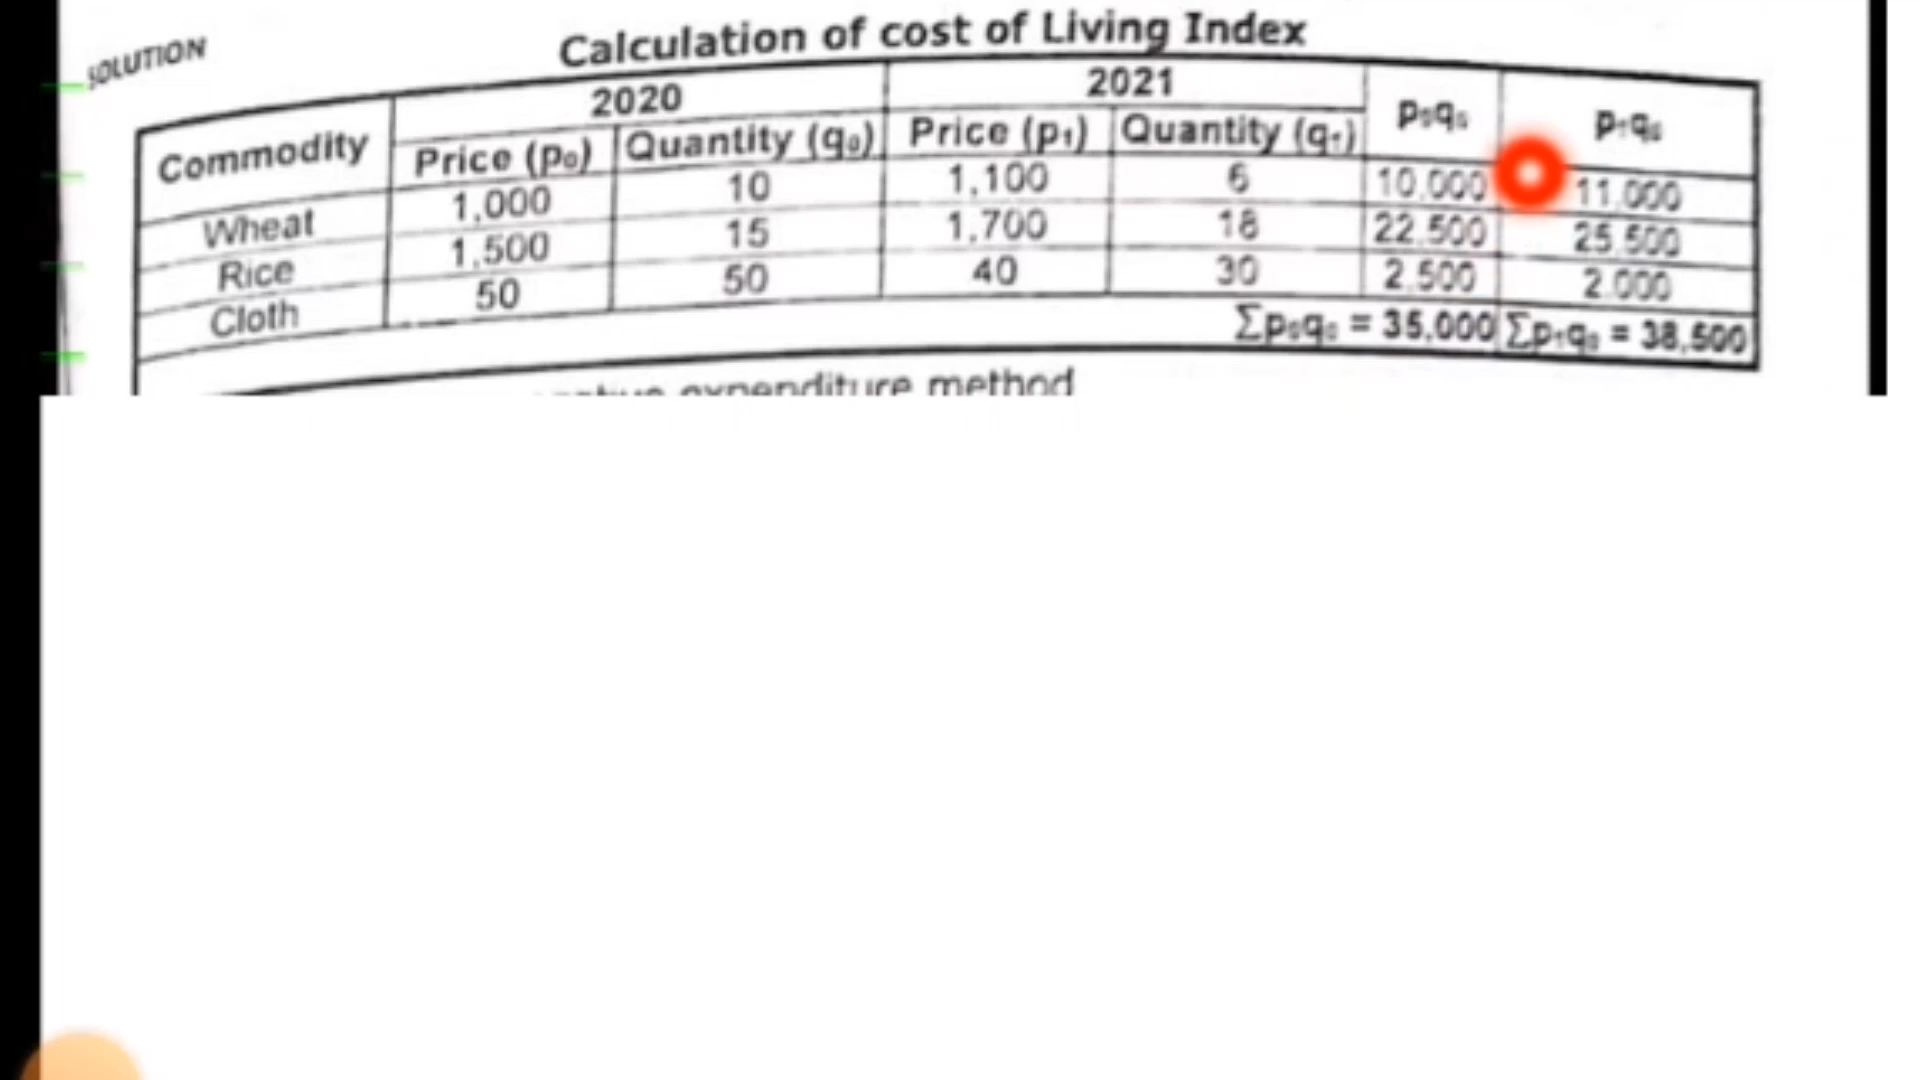 SOLUTION
Calculation of cost of Living Index
Commodity 2020 2021 p₀q₀ p₁q₀
Price (p₀) Quantity (q₀) Price (p₁) Quantity (q₁)
Wheat 1,000 10 1,100 6 10,000 11,000
Rice 1,500 15 1,700 18 22,500 25,500
Cloth 50 50 40 30 2,500 2,000
∑p₀q₀ = 35,000 ∑p₁q₀ = 38,500
expenditure method